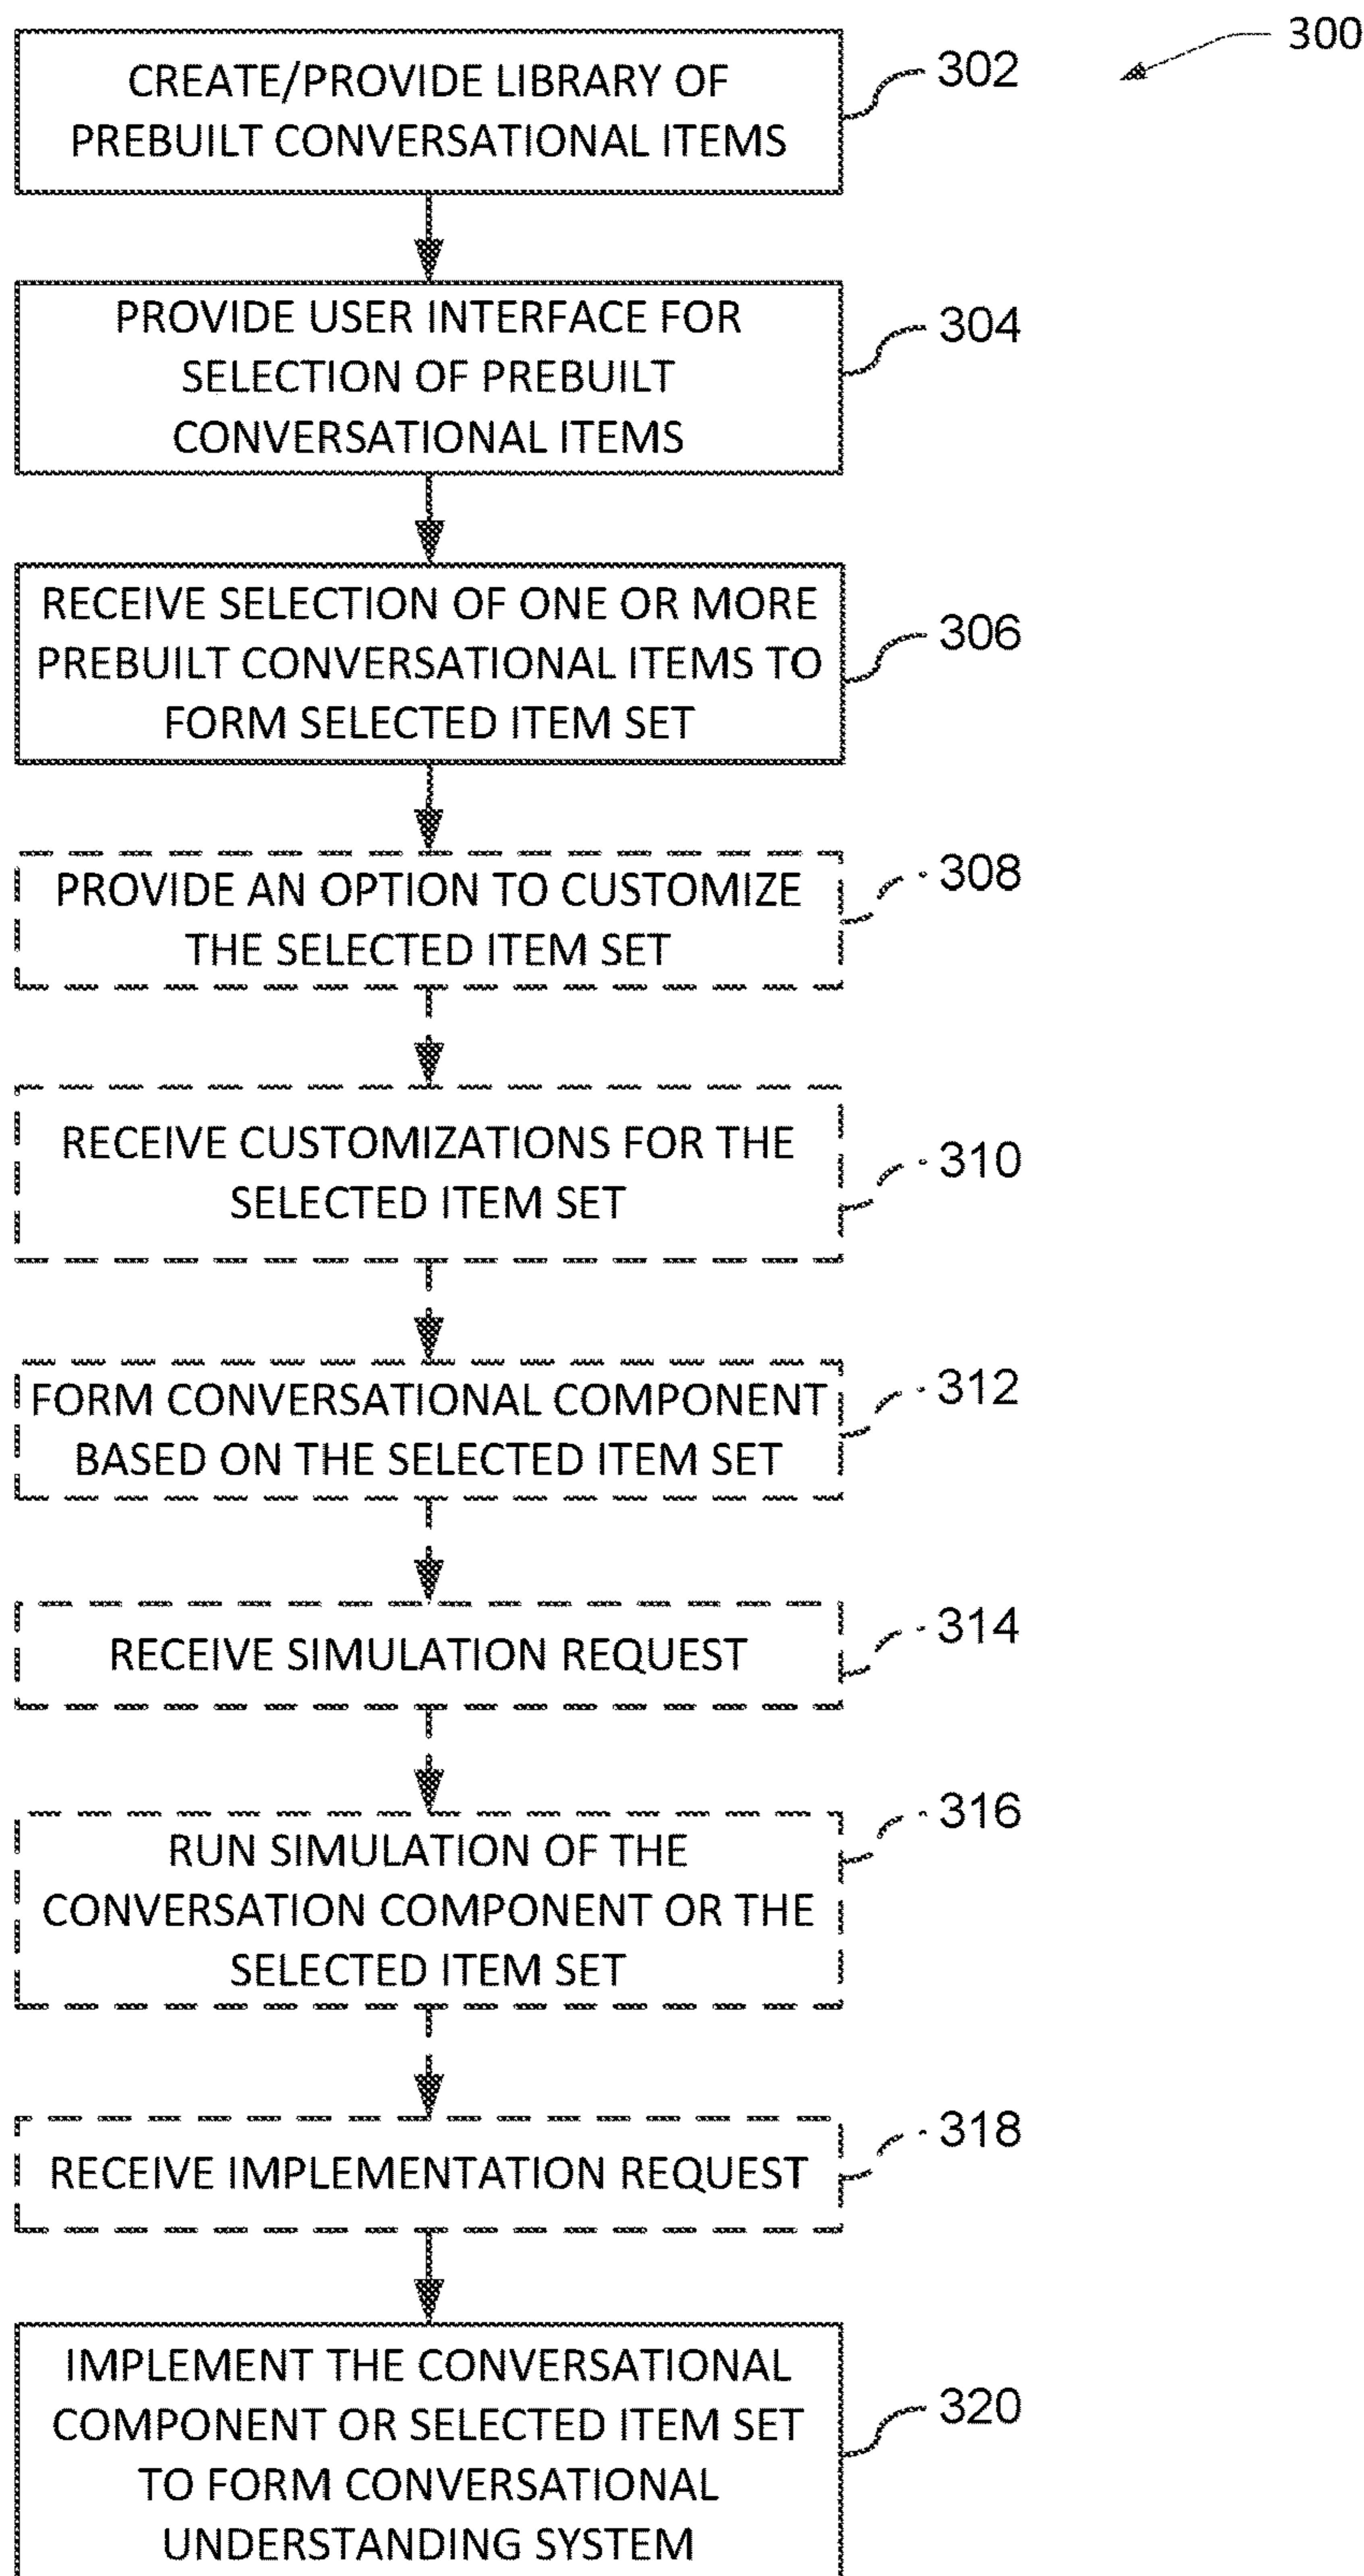 300
CREATE/PROVIDE LIBRARY OF
PREBUILT CONVERSATIONAL ITEMS
302
PROVIDE USER INTERFACE FOR
SELECTION OF PREBUILT
CONVERSATIONAL ITEMS
304
RECEIVE SELECTION OF ONE OR MORE
PREBUILT CONVERSATIONAL ITEMS TO
FORM SELECTED ITEM SET
306
PROVIDE AN OPTION TO CUSTOMIZE
THE SELECTED ITEM SET
308
RECEIVE CUSTOMIZATIONS FOR THE
SELECTED ITEM SET
310
FORM CONVERSATIONAL COMPONENT
BASED ON THE SELECTED ITEM SET
312
RECEIVE SIMULATION REQUEST
314
RUN SIMULATION OF THE
CONVERSATION COMPONENT OR THE
SELECTED ITEM SET
316
RECEIVE IMPLEMENTATION REQUEST
318
IMPLEMENT THE CONVERSATIONAL
COMPONENT OR SELECTED ITEM SET
TO FORM CONVERSATIONAL
UNDERSTANDING SYSTEM
320